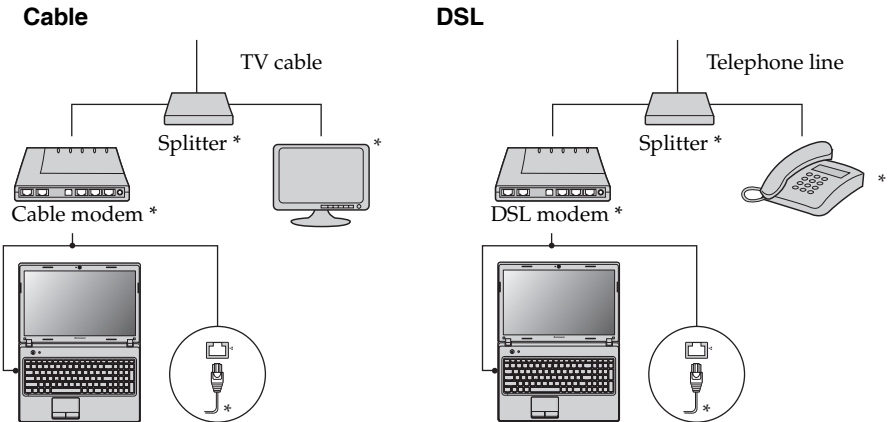 Cable
TV cable
Splitter *
*
Cable modem *
*
DSL
Telephone line
Splitter *
*
DSL modem *
*